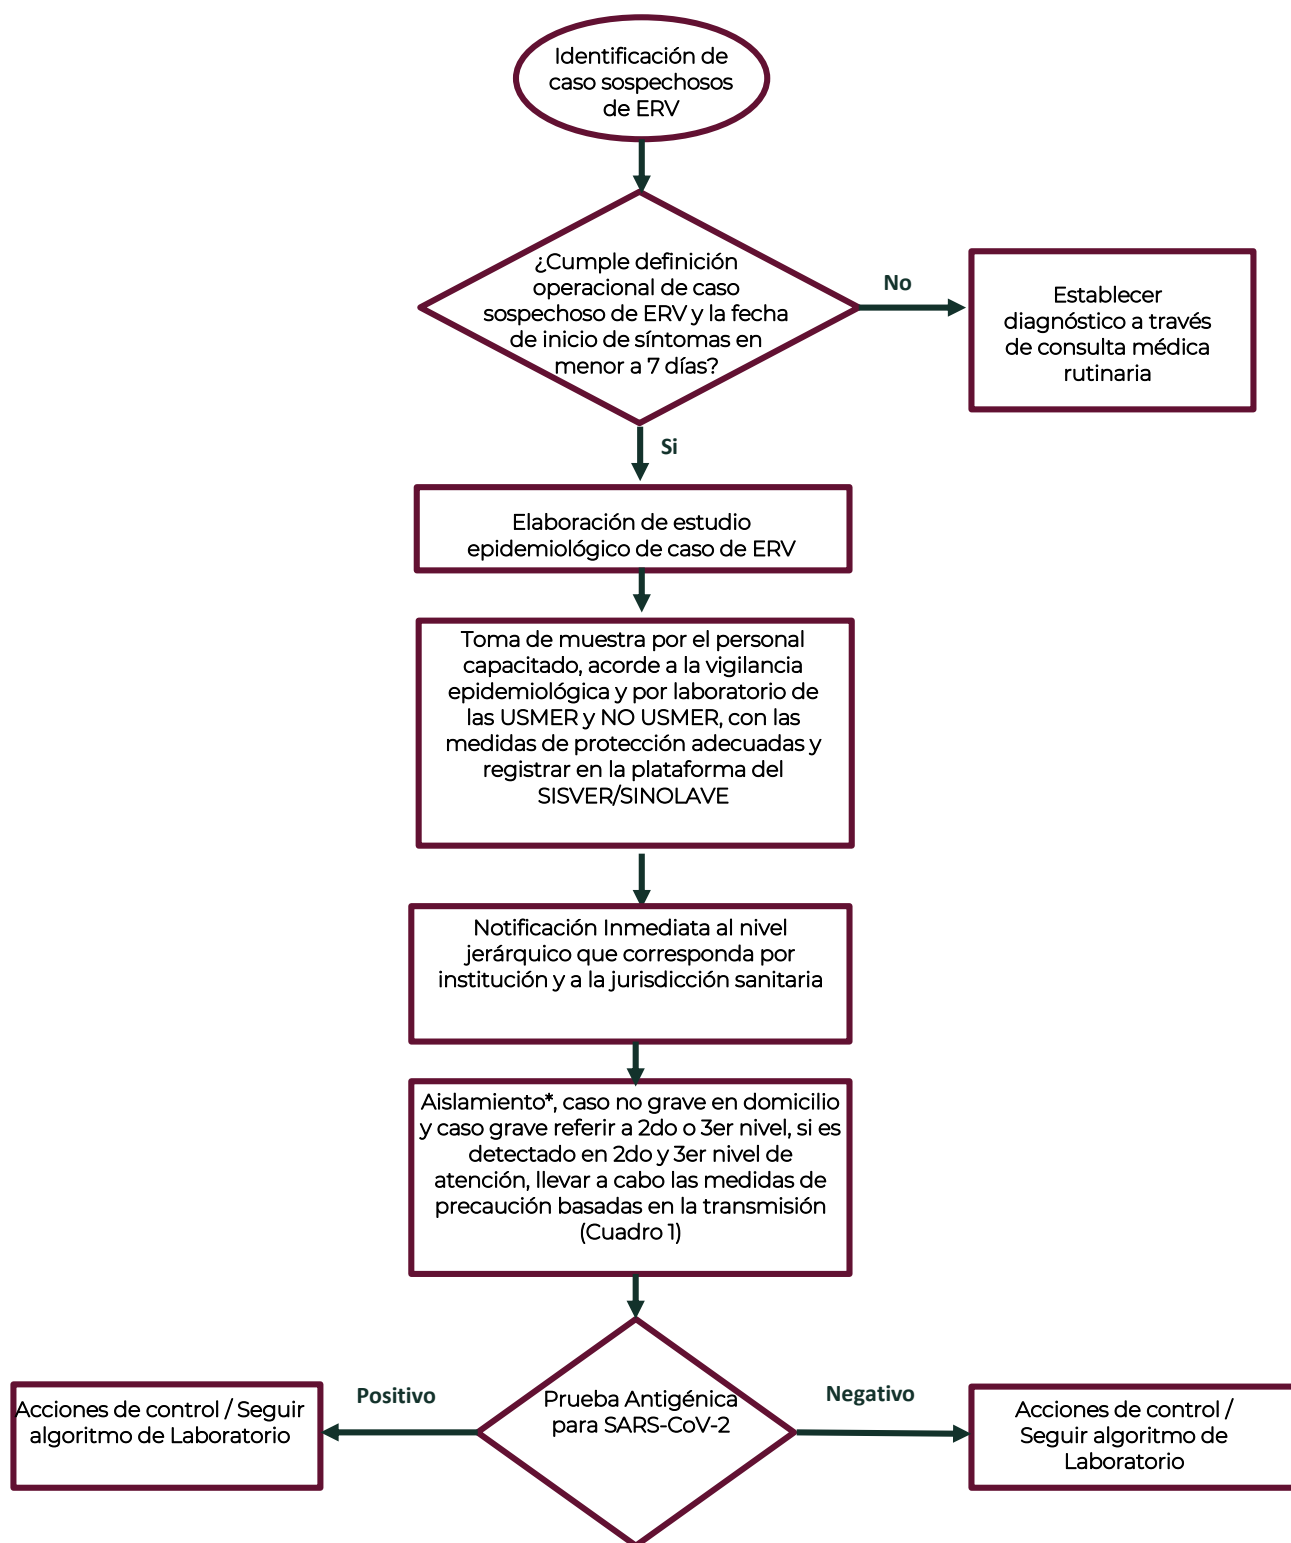 Identificación de
caso sospechosos
de ERV
¿Cumple definición
operacional de caso
sospechoso de ERV y la fecha
de inicio de síntomas en
menor a 7 días?
No
Establecer
diagnóstico a través
de consulta médica
rutinaria
Si
Elaboración de estudio
epidemiológico de caso de ERV
Toma de muestra por el personal
capacitado, acorde a la vigilancia
epidemiológica y por laboratorio de
las USMER y NO USMER, con las
medidas de protección adecuadas y
registrar en la plataforma del
SISVER/SINOLAVE
Notificación Inmediata al nivel
jerárquico que corresponda por
institución y a la jurisdicción sanitaria
Aislamiento*, caso no grave en domicilio
y caso grave referir a 2do o 3er nivel, si es
detectado en 2do y 3er nivel de
atención, llevar a cabo las medidas de
precaución basadas en la transmisión
(Cuadro 1)
Prueba Antigénica
para SARS-CoV-2
Positivo
Acciones de control / Seguir
algoritmo de Laboratorio
Negativo
Acciones de control /
Seguir algoritmo de
Laboratorio